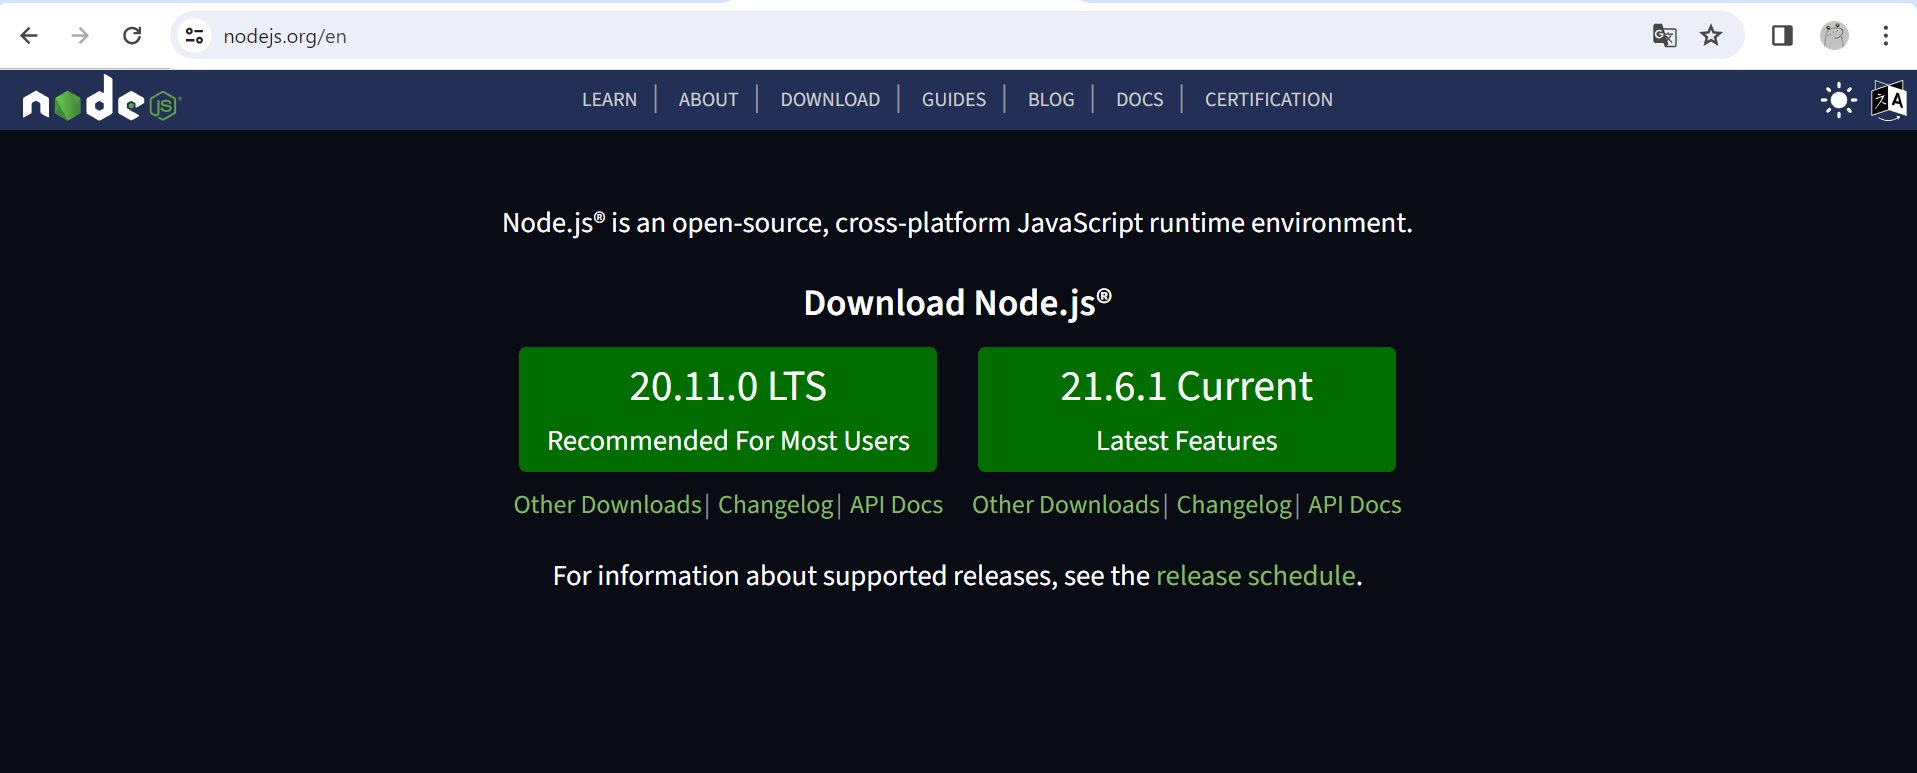 nodejs.org/en
node JS
LEARN | ABOUT | DOWNLOAD | GUIDES | BLOG | DOCS | CERTIFICATION
Node.js® is an open-source, cross-platform JavaScript runtime environment.
Download Node.js®
20.11.0 LTS
Recommended For Most Users
21.6.1 Current
Latest Features
Other Downloads | Changelog | API Docs
Other Downloads | Changelog | API Docs
For information about supported releases, see the release schedule.